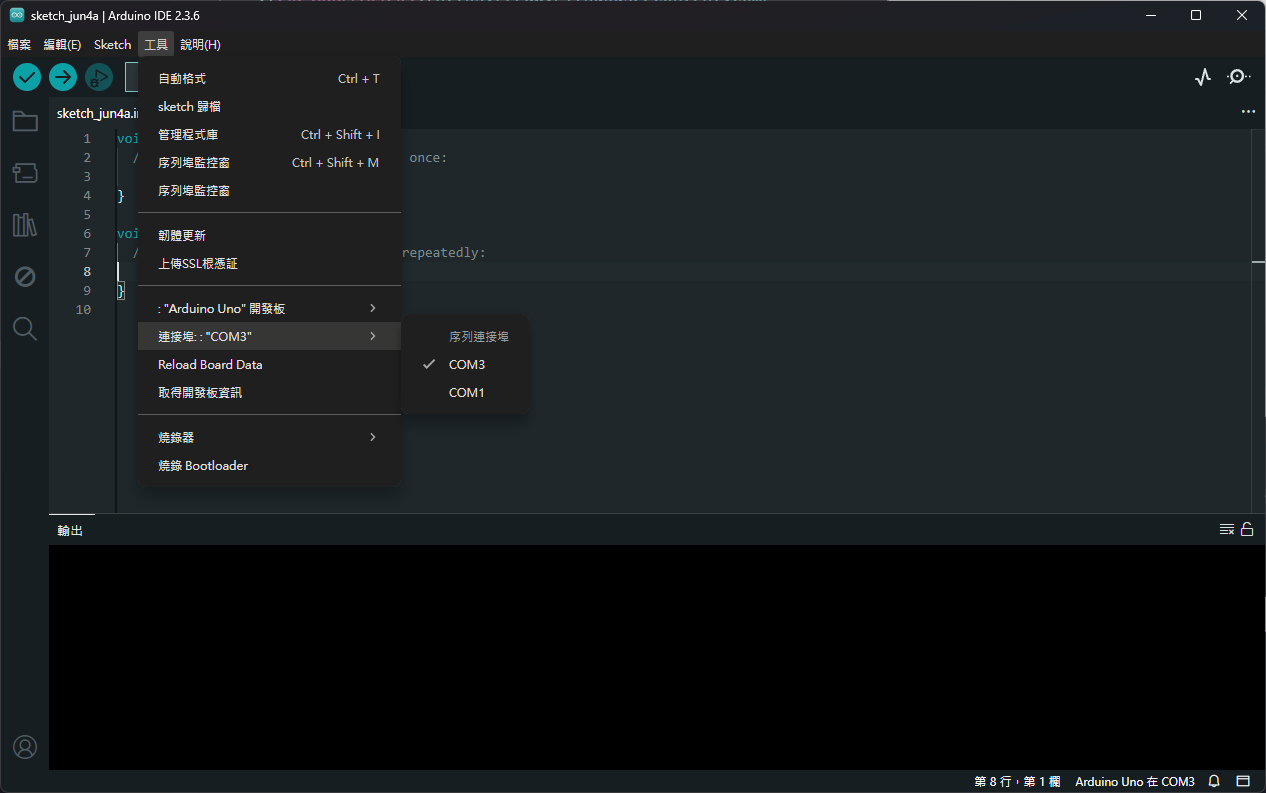 sketch_jun4a | Arduino IDE 2.3.6
檔案 編輯(E) Sketch 工具 說明(H)
sketch_jun4a.i
自動格式 Ctrl + T
sketch 歸檔
管理程式庫 Ctrl + Shift + I
序列埠監控窗 Ctrl + Shift + M
序列埠監控窗
韌體更新
上傳SSL根憑証
: "Arduino Uno" 開發板
連接埠: : "COM3"
Reload Board Data
取得開發板資訊
燒錄器
燒錄 Bootloader
序列連接埠
COM3
COM1
1 voi
2 // once:
3
4 }
5
6 voi
7 // repeatedly:
8
9 }
10
輸出
第 8 行，第 1 欄 Arduino Uno 在 COM3